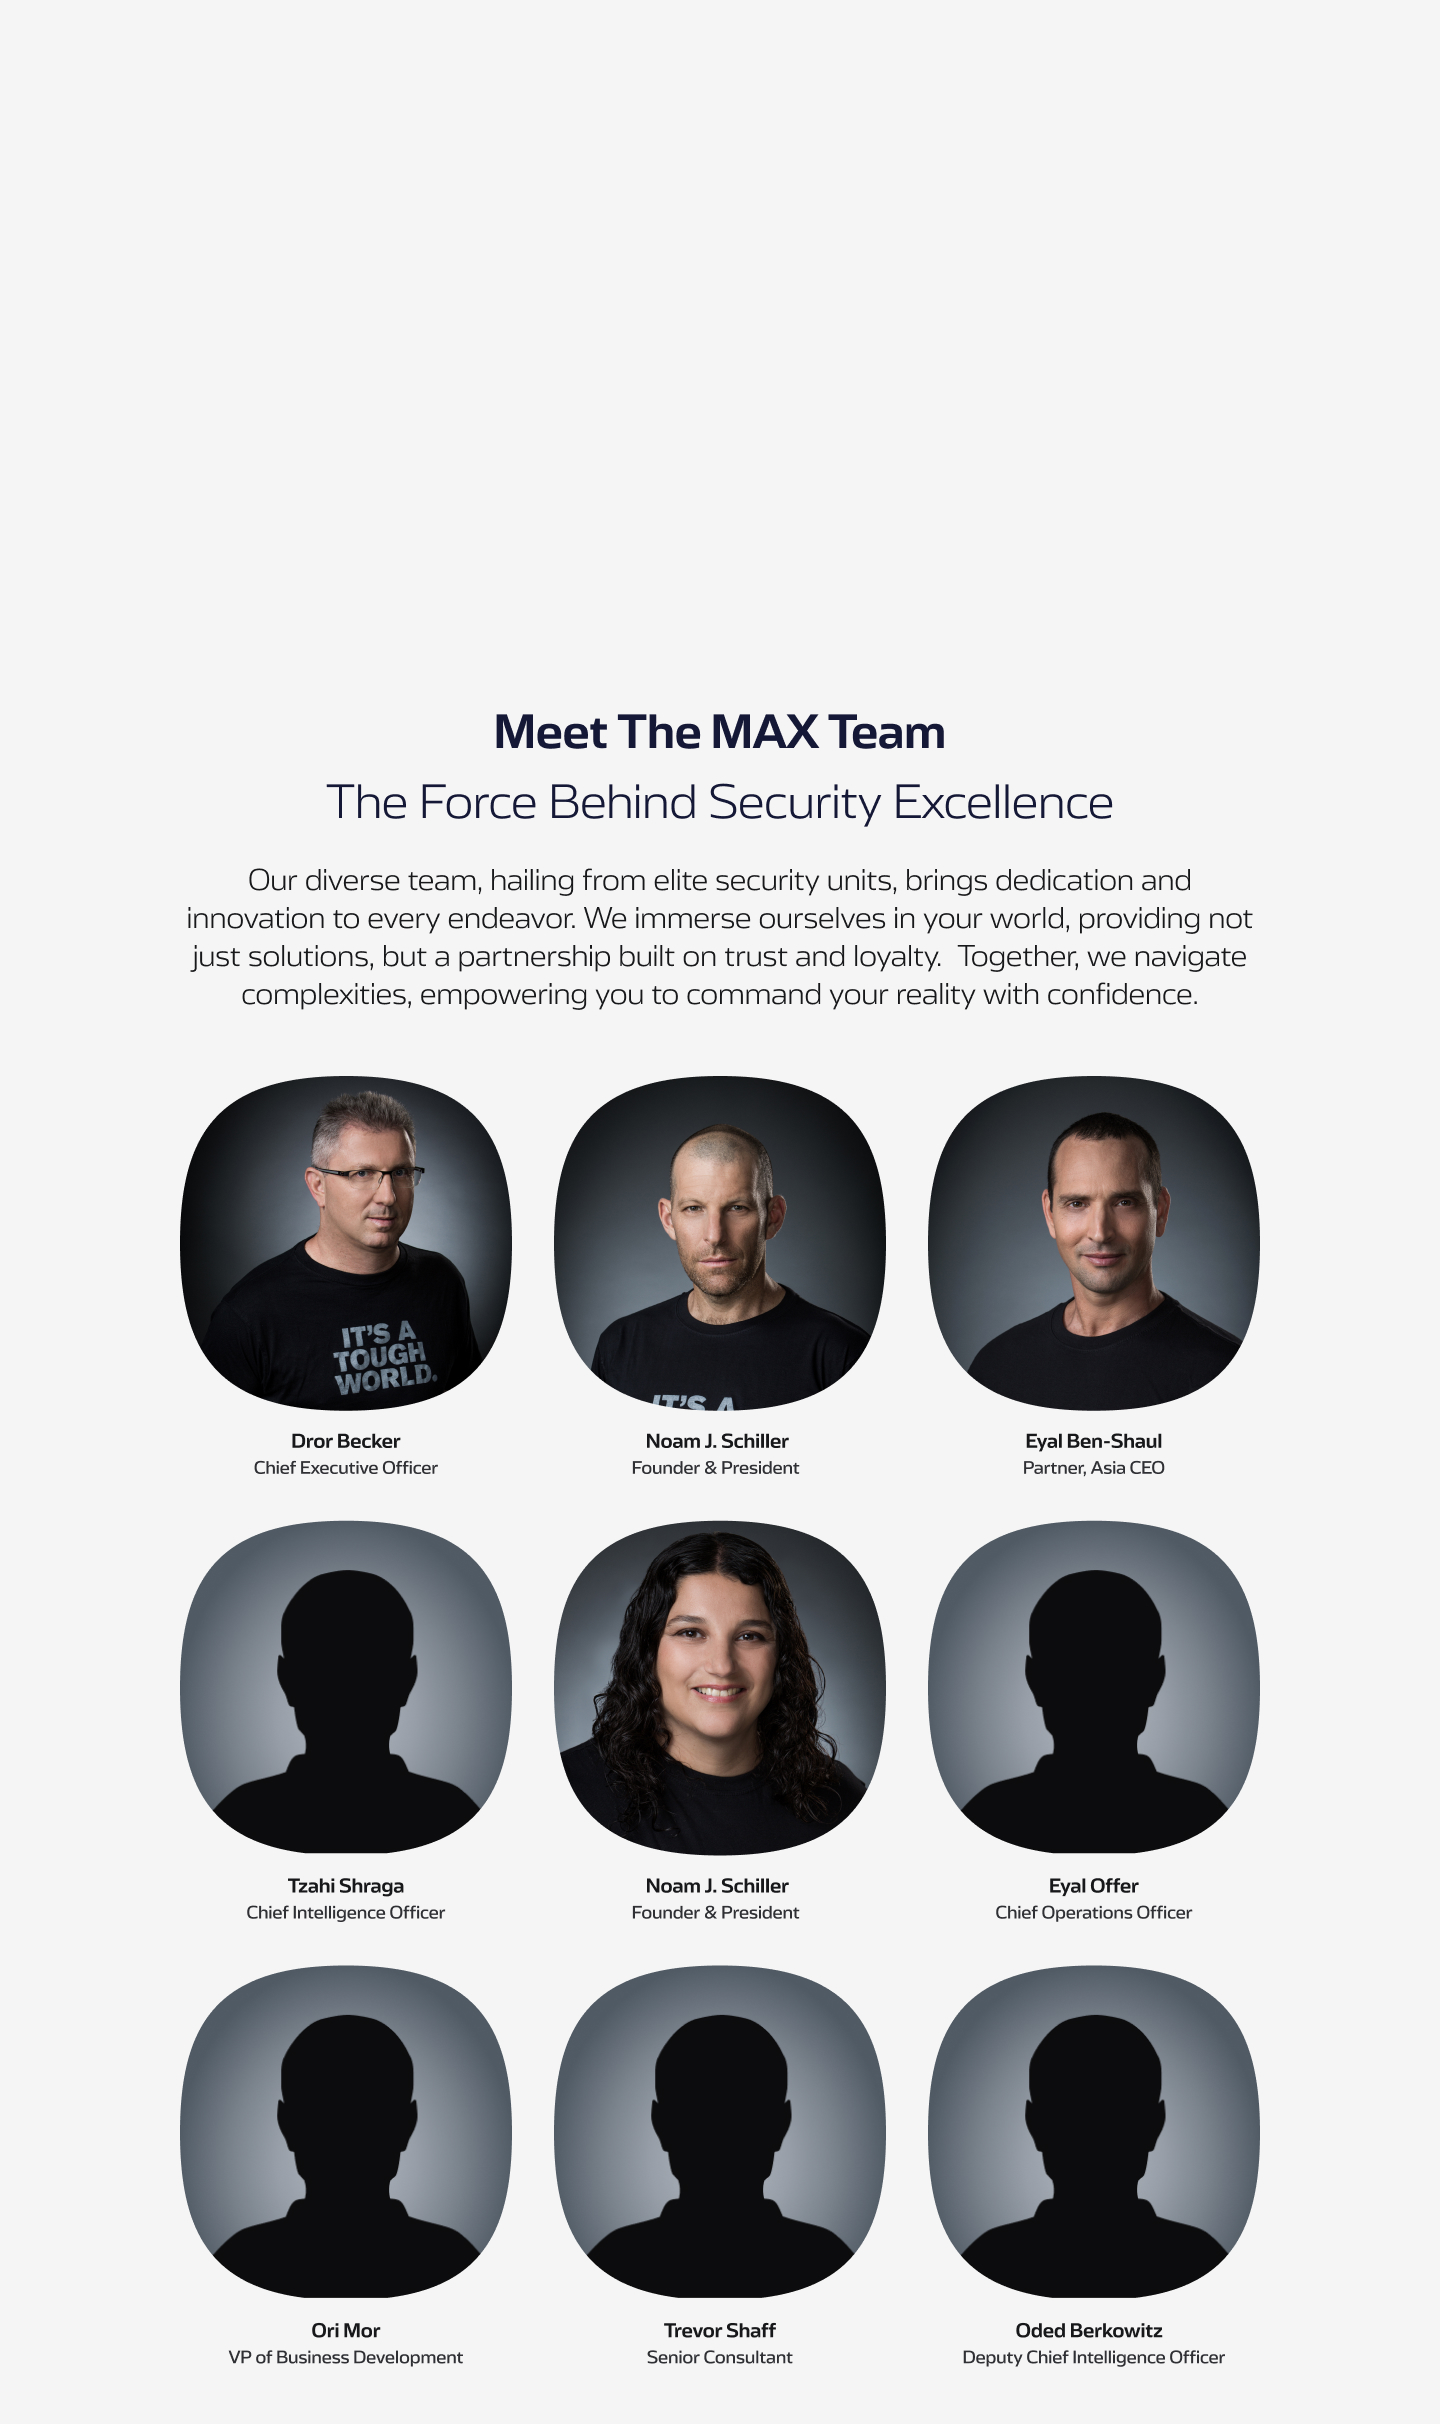 Meet The MAX Team
The Force Behind Security Excellence
Our diverse team, hailing from elite security units, brings dedication and
innovation to every endeavor. We immerse ourselves in your world, providing not
just solutions, but a partnership built on trust and loyalty.  Together, we navigate
complexities, empowering you to command your reality with confidence.
IT'S A
TOUGH
WORLD.
IT'S A
Dror Becker
Chief Executive Officer
Noam J. Schiller
Founder & President
Eyal Ben-Shaul
Partner, Asia CEO
Tzahi Shraga
Chief Intelligence Officer
Noam J. Schiller
Founder & President
Eyal Offer
Chief Operations Officer
Ori Mor
VP of Business Development
Trevor Shaff
Senior Consultant
Oded Berkowitz
Deputy Chief Intelligence Officer